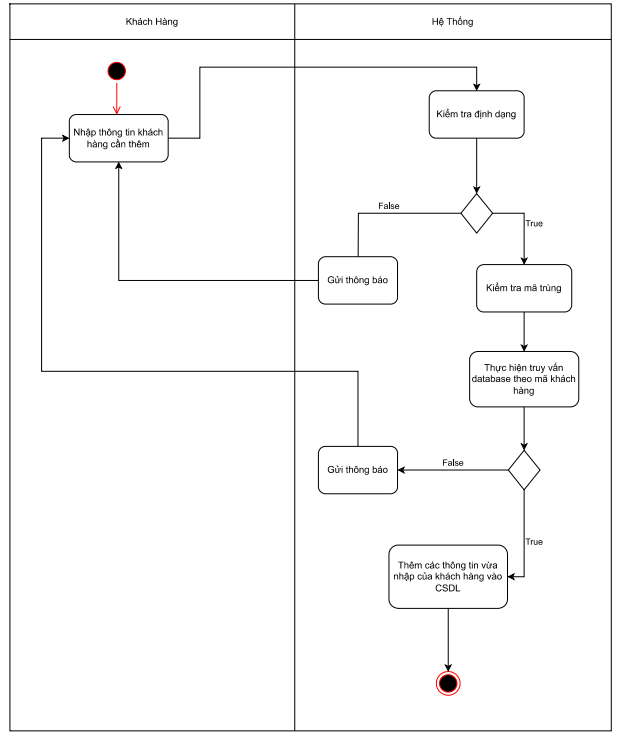 Khách Hàng
Hệ Thống
Kiểm tra định dạng
Nhập thông tin khách
hàng cần thêm
False
True
Gửi thông báo
Kiểm tra mã trùng
Thực hiện truy vấn
database theo mã khách
hàng
False
Gửi thông báo
True
Thêm các thông tin vừa
nhập của khách hàng vào
CSDL